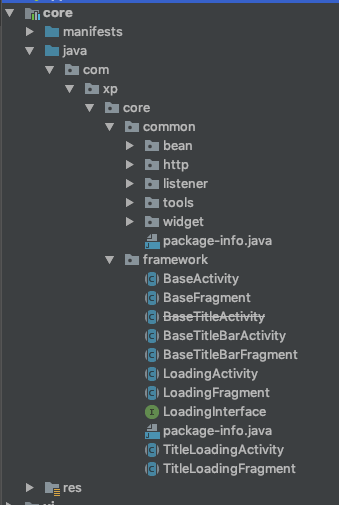 core
manifests
java
com
xp
core
common
bean
http
listener
tools
widget
package-info.java
framework
BaseActivity
BaseFragment
BaseTitleActivity
BaseTitleBarActivity
BaseTitleBarFragment
LoadingActivity
LoadingFragment
LoadingInterface
package-info.java
TitleLoadingActivity
TitleLoadingFragment
res